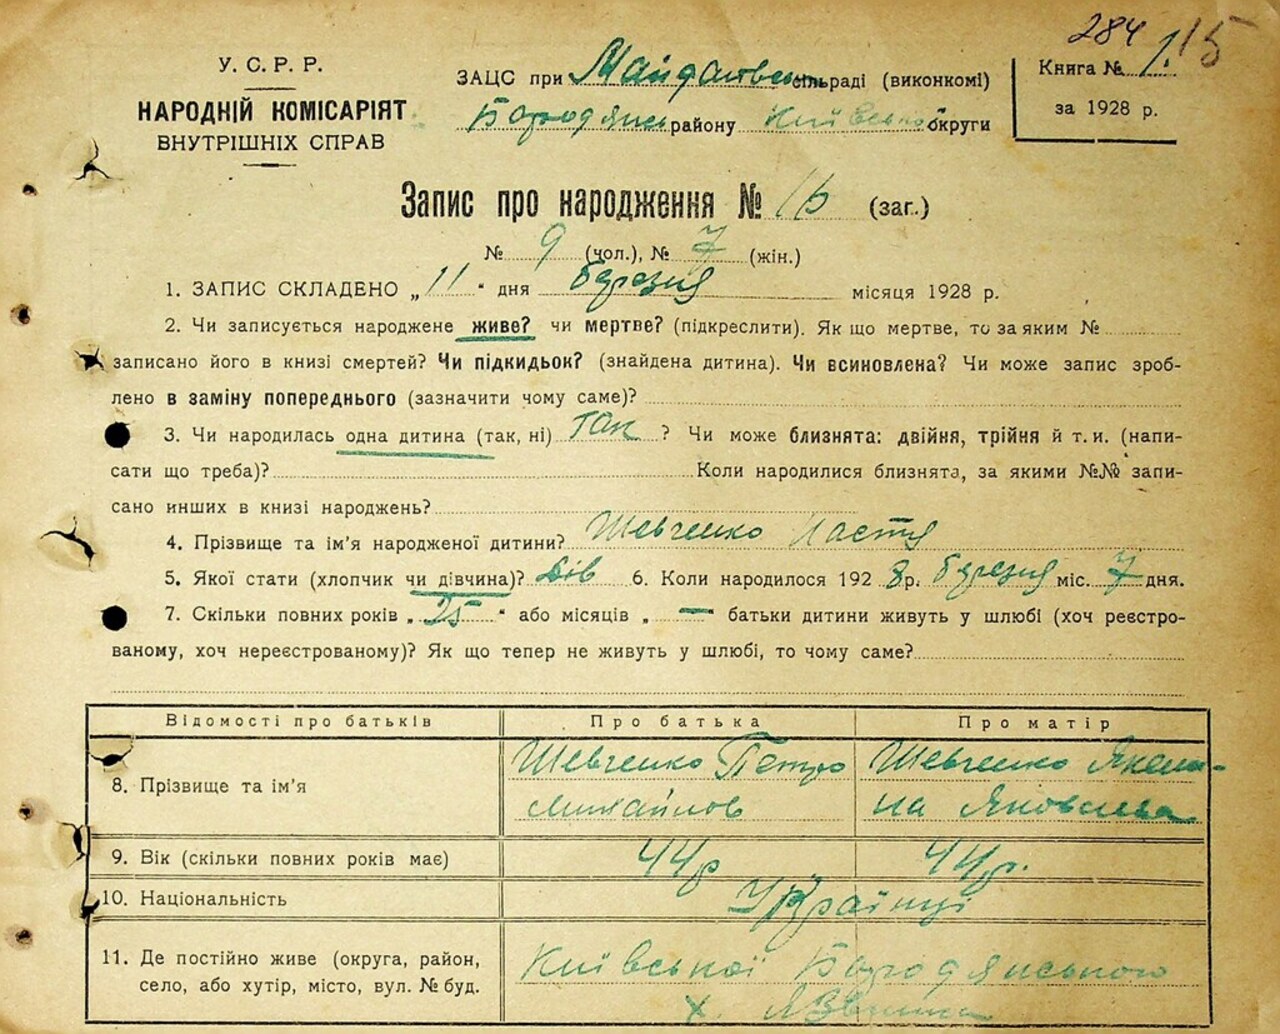 284
15
У. С. Р. Р.
НАРОДНІЙ КОМІСАРІЯТ
ВНУТРІШНІХ СПРАВ
ЗАЦС при сільраді (виконкомі)
Бородянськ району Київської округи
Книга № 1
за 1928 р.
Запис про народження № 16 (заг.)
№ 9 (чол.), № 7 (жін.)
1. ЗАПИС СКЛАДЕНО „11" дня березня місяця 1928 р.
2. Чи записується народжене живе? чи мертве? (підкреслити). Як що мертве, то за яким №
записано його в книзі смертей? Чи підкидьок? (знайдена дитина). Чи всиновлена? Чи може запис зроб-
лено в заміну попереднього (зазначити чому саме)?
3. Чи народилась одна дитина (так, ні) так ? Чи може близнята: двійня, трійня й т. и. (напи-
сати що треба)? Коли народилися близнята, за якими №№ запи-
сано инших в книзі народжень?
4. Прізвище та ім'я народженої дитини? Шевченко Настя
5. Якої стати (хлопчик чи дівчина)? Дів 6. Коли народилося 192 8 р. березня міс. 7 дня.
7. Скільки повних років „25" або місяців „—" батьки дитини живуть у шлюбі (хоч реєстро-
ваному, хоч нереєстрованому)? Як що тепер не живуть у шлюбі, то чому саме?
Відомості про батьків Про батька Про матір
8. Прізвище та ім'я Шевченко Петро Шевченко Якели-
Михайлов на Яковлева
9. Вік (скільки повних років має) 44р 44р.
10. Національність Українці
11. Де постійно живе (округа, район,
село, або хутір, місто, вул. № буд.
Київської Бородянського
х.